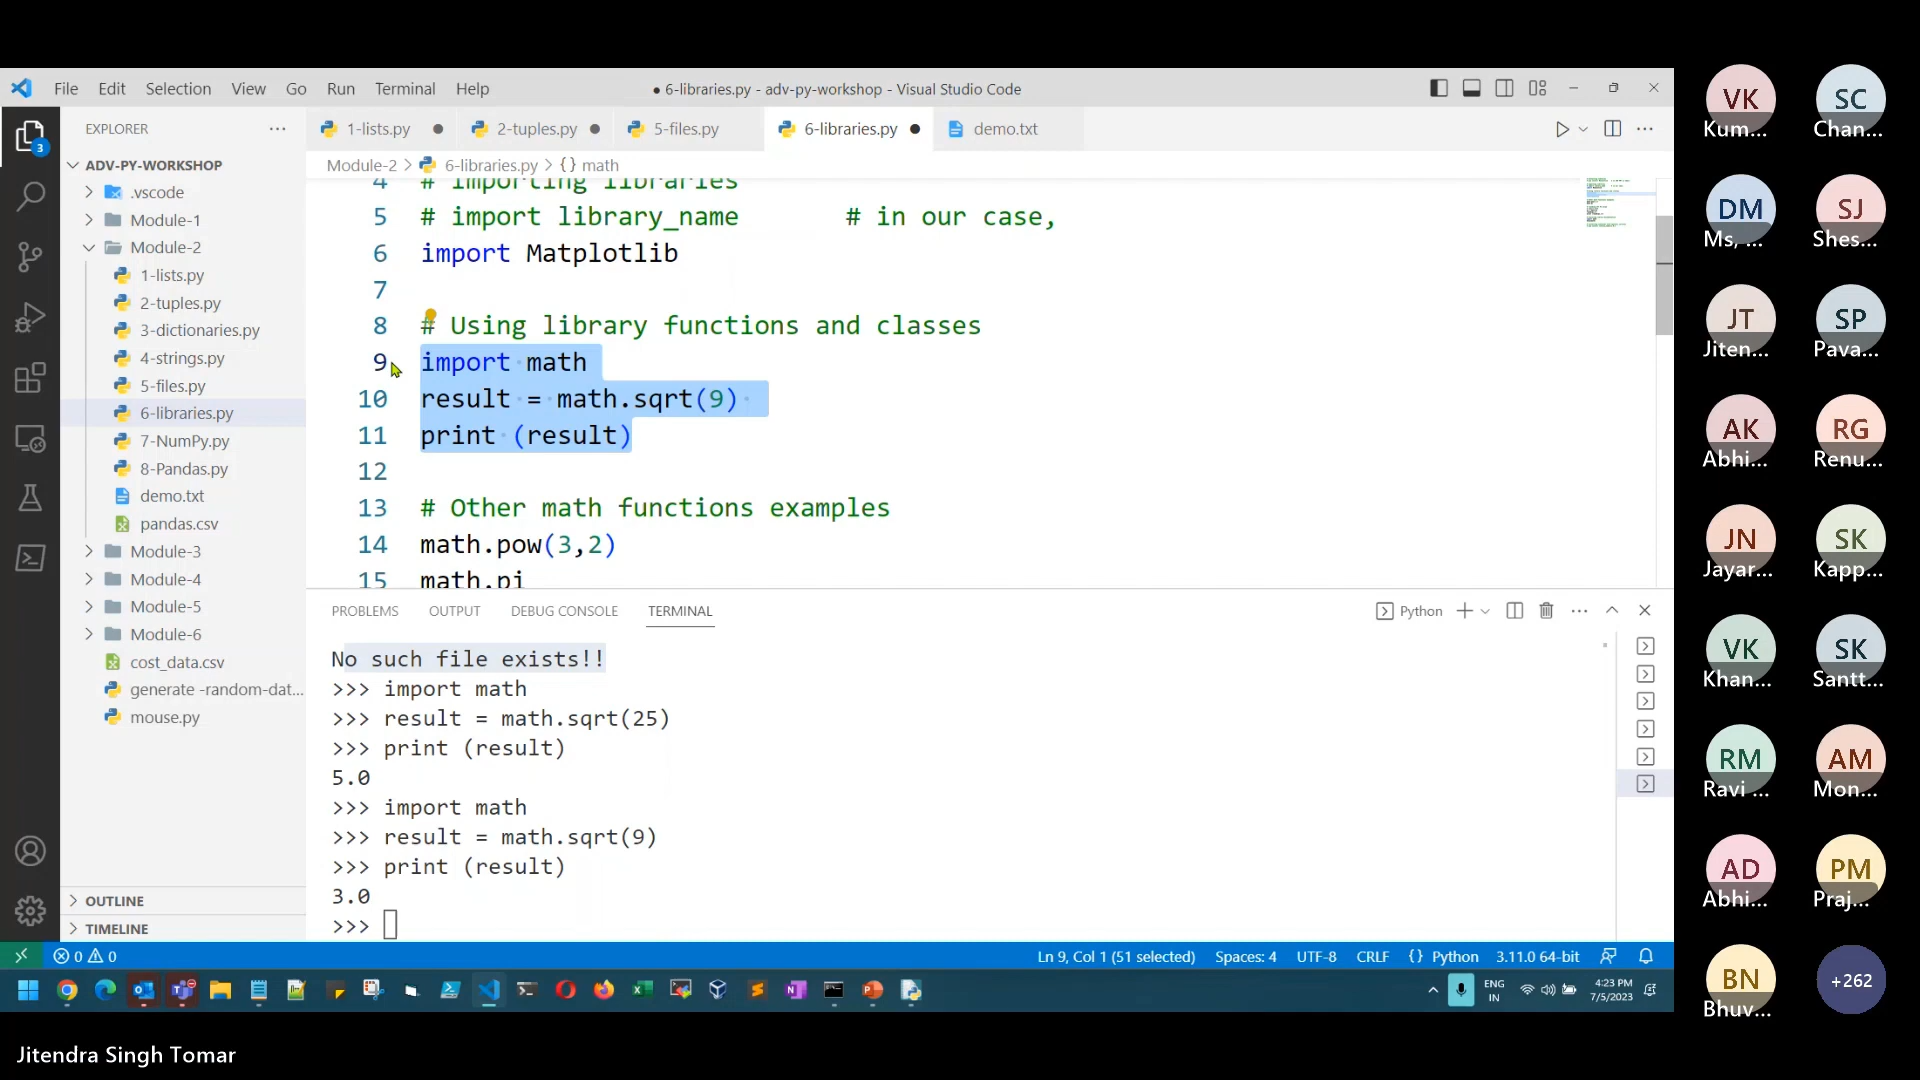 File Edit Selection View Go Run Terminal Help
● 6-libraries.py - adv-py-workshop - Visual Studio Code
EXPLORER
ADV-PY-WORKSHOP
.vscode
Module-1
Module-2
1-lists.py
2-tuples.py
3-dictionaries.py
4-strings.py
5-files.py
6-libraries.py
7-NumPy.py
8-Pandas.py
demo.txt
pandas.csv
Module-3
Module-4
Module-5
Module-6
cost_data.csv
generate -random-dat...
mouse.py
OUTLINE
TIMELINE
3
1-lists.py 2-tuples.py 5-files.py 6-libraries.py demo.txt
Module-2 > 6-libraries.py > {} math
4 # importing libraries
5 # import library_name # in our case,
6 import Matplotlib
7
8 # Using library functions and classes
9 import math
10 result = math.sqrt(9)
11 print (result)
12
13 # Other math functions examples
14 math.pow(3,2)
15 math.pi
PROBLEMS OUTPUT DEBUG CONSOLE TERMINAL
Python
No such file exists!!
>>> import math
>>> result = math.sqrt(25)
>>> print (result)
5.0
>>> import math
>>> result = math.sqrt(9)
>>> print (result)
3.0
>>>
0 0 Ln 9, Col 1 (51 selected) Spaces: 4 UTF-8 CRLF {} Python 3.11.0 64-bit
ENG
IN
4:23 PM
7/5/2023
VK SC
Kum... Chan...
DM SJ
Ms, ... Shes...
JT SP
Jiten... Pava...
AK RG
Abhi... Renu...
JN SK
Jayar... Kapp...
VK SK
Khan... Santt...
RM AM
Ravi ... Mon...
AD PM
Abhi... Praj...
BN +262
Bhuv...
Jitendra Singh Tomar